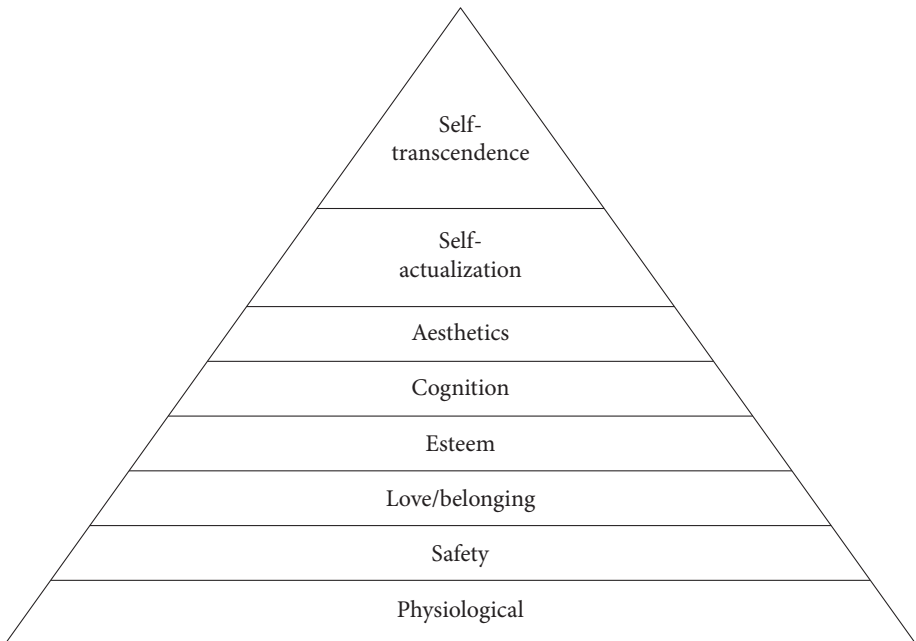 Self-
transcendence
Self-
actualization
Aesthetics
Cognition
Esteem
Love/belonging
Safety
Physiological